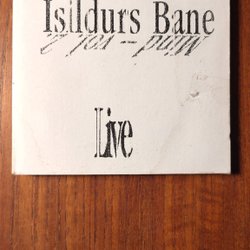 Isildurs Bane
Mind - vol. 2
Live